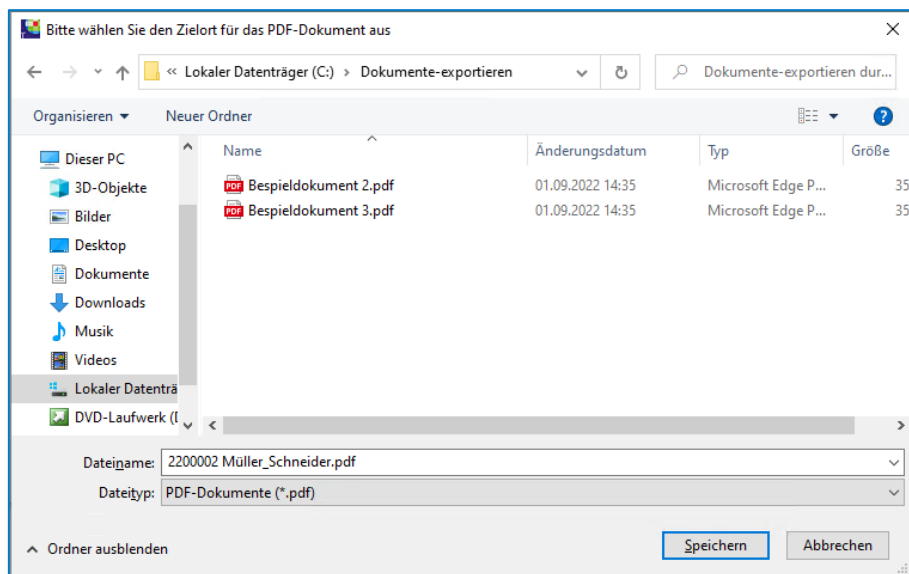 Bitte wählen Sie den Zielort für das PDF-Dokument aus
« Lokaler Datenträger (C:) › Dokumente-exportieren
Dokumente-exportieren dur...
Organisieren
Neuer Ordner
Dieser PC
3D-Objekte
Bilder
Desktop
Dokumente
Downloads
Musik
Videos
Lokaler Datenträ
DVD-Laufwerk (D
Name Änderungsdatum Typ Größe
PDF Bespieldokument 2.pdf 01.09.2022 14:35 Microsoft Edge P... 35
PDF Bespieldokument 3.pdf 01.09.2022 14:35 Microsoft Edge P... 35
Dateiname: 2200002 Müller_Schneider.pdf
Dateityp: PDF-Dokumente (*.pdf)
Ordner ausblenden
Speichern
Abbrechen